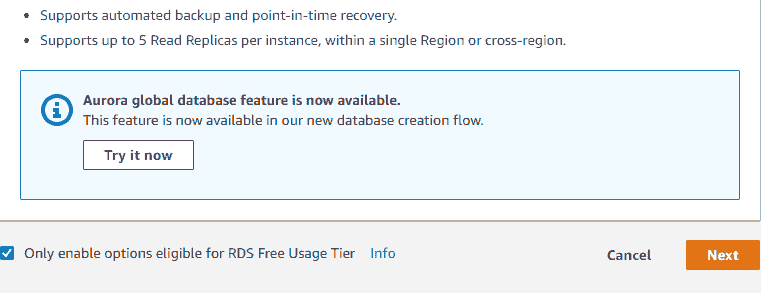 Supports automated backup and point-in-time recovery.
Supports up to 5 Read Replicas per instance, within a single Region or cross-region.
Aurora global database feature is now available.
This feature is now available in our new database creation flow.
Try it now
Only enable options eligible for RDS Free Usage Tier Info
Cancel Next